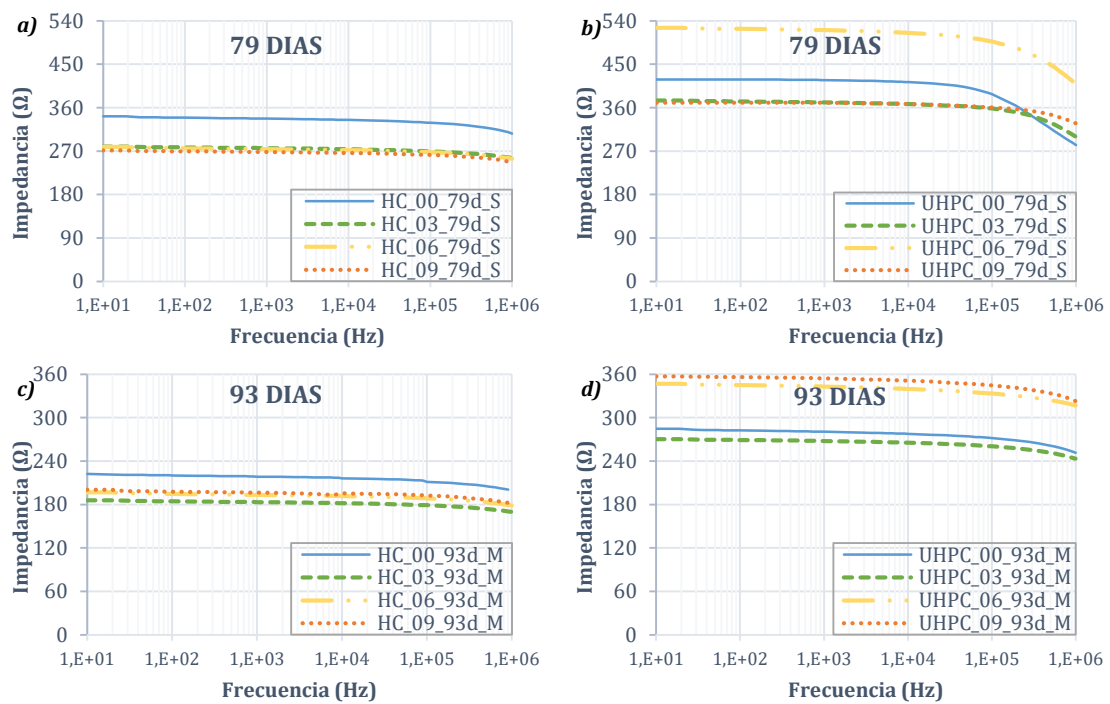 a)
79 DIAS
Impedancia (Ω)
540
450
360
270
180
90
0
HC_00_79d_S
HC_03_79d_S
HC_06_79d_S
HC_09_79d_S
1,E+01 1,E+02 1,E+03 1,E+04 1,E+05 1,E+06
Frecuencia (Hz)
b)
79 DIAS
Impedancia (Ω)
540
450
360
270
180
90
0
UHPC_00_79d_S
UHPC_03_79d_S
UHPC_06_79d_S
UHPC_09_79d_S
1,E+01 1,E+02 1,E+03 1,E+04 1,E+05 1,E+06
Frecuencia (Hz)
c)
93 DIAS
Impedancia (Ω)
360
300
240
180
120
60
0
HC_00_93d_M
HC_03_93d_M
HC_06_93d_M
HC_09_93d_M
1,E+01 1,E+02 1,E+03 1,E+04 1,E+05 1,E+06
Frecuencia (Hz)
d)
93 DIAS
Impedancia (Ω)
360
300
240
180
120
60
0
UHPC_00_93d_M
UHPC_03_93d_M
UHPC_06_93d_M
UHPC_09_93d_M
1,E+01 1,E+02 1,E+03 1,E+04 1,E+05 1,E+06
Frecuencia (Hz)